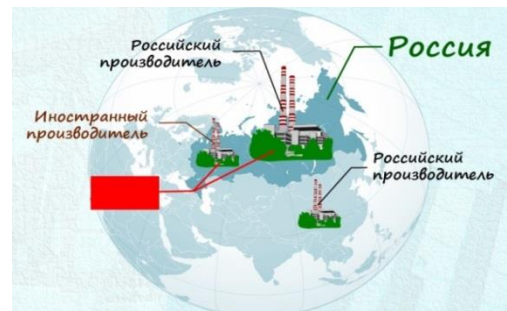 Российский
производитель
Россия
Иностранный
производитель
Российский
производитель